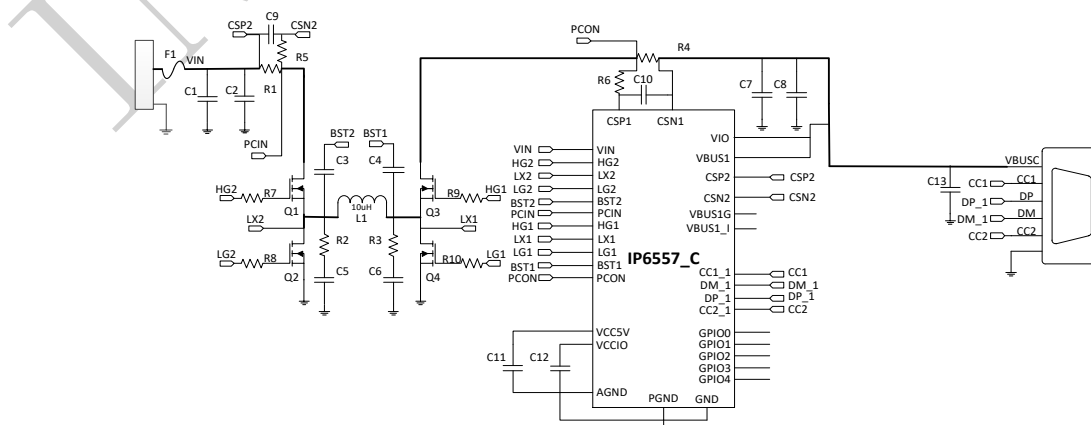 CSP2
C9
CSN2
F1
VIN
R5
R1
C1
C2
PCIN
BST2
BST1
C3
C4
HG2
R7
Q1
LX2
10uH
L1
Q3
R9
HG1
LX1
LG2
R8
Q2
R2
R3
C5
C6
Q4
R10
LG1
PCON
R4
R6
C10
C7
C8
CSP1
CSN1
VIN
HG2
LX2
LG2
BST2
PCIN
HG1
LX1
LG1
BST1
PCON
VIN
HG2
LX2
LG2
BST2
PCIN
HG1
LX1
LG1
BST1
PCON
IP6557_C
VIO
VBUS1
CSP2
CSP2
CSN2
CSN2
VBUS1G
VBUS1_I
CC1_1
CC1
DM_1
DM_1
DP_1
DP_1
CC2_1
CC2
GPIO0
GPIO1
GPIO2
GPIO3
GPIO4
VCC5V
VCCIO
C11
C12
AGND
PGND
GND
C13
VBUSC
CC1
CC1
DP_1
DP
DM_1
DM
CC2
CC2